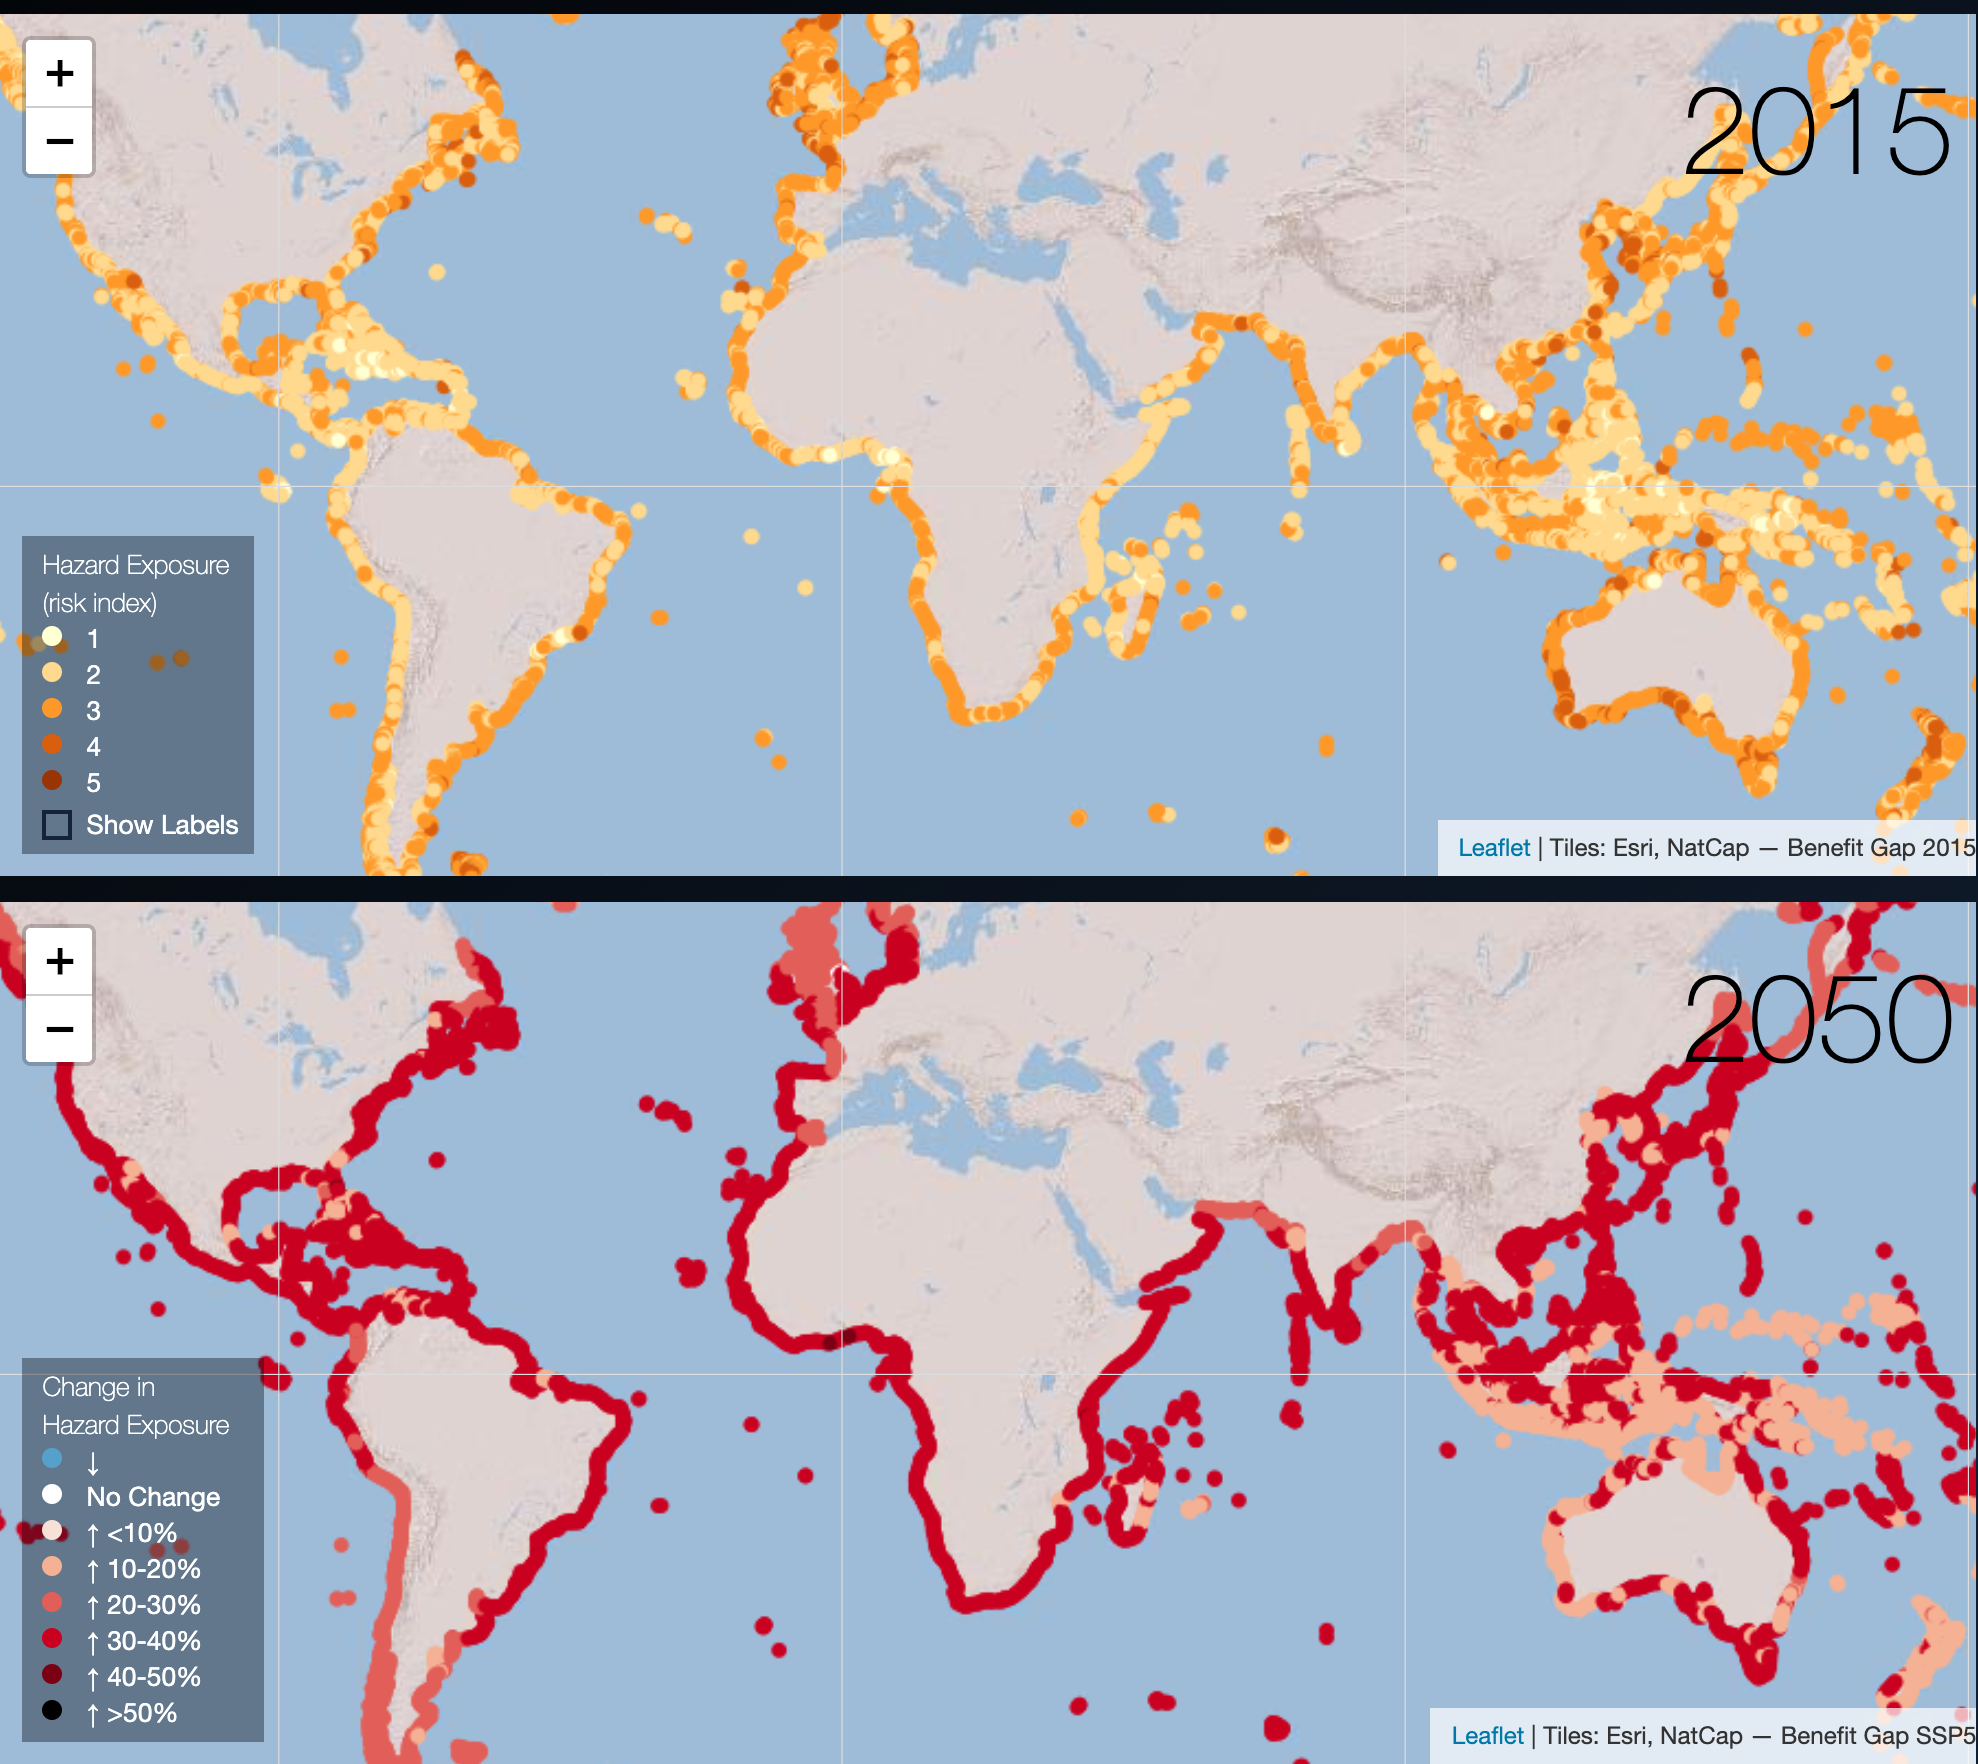 +
−
2015
Hazard Exposure
(risk index)
1
2
3
4
5
Show Labels
Leaflet | Tiles: Esri, NatCap — Benefit Gap 2015
+
−
2050
Change in
Hazard Exposure
↓
No Change
↑ <10%
↑ 10-20%
↑ 20-30%
↑ 30-40%
↑ 40-50%
↑ >50%
Leaflet | Tiles: Esri, NatCap — Benefit Gap SSP5